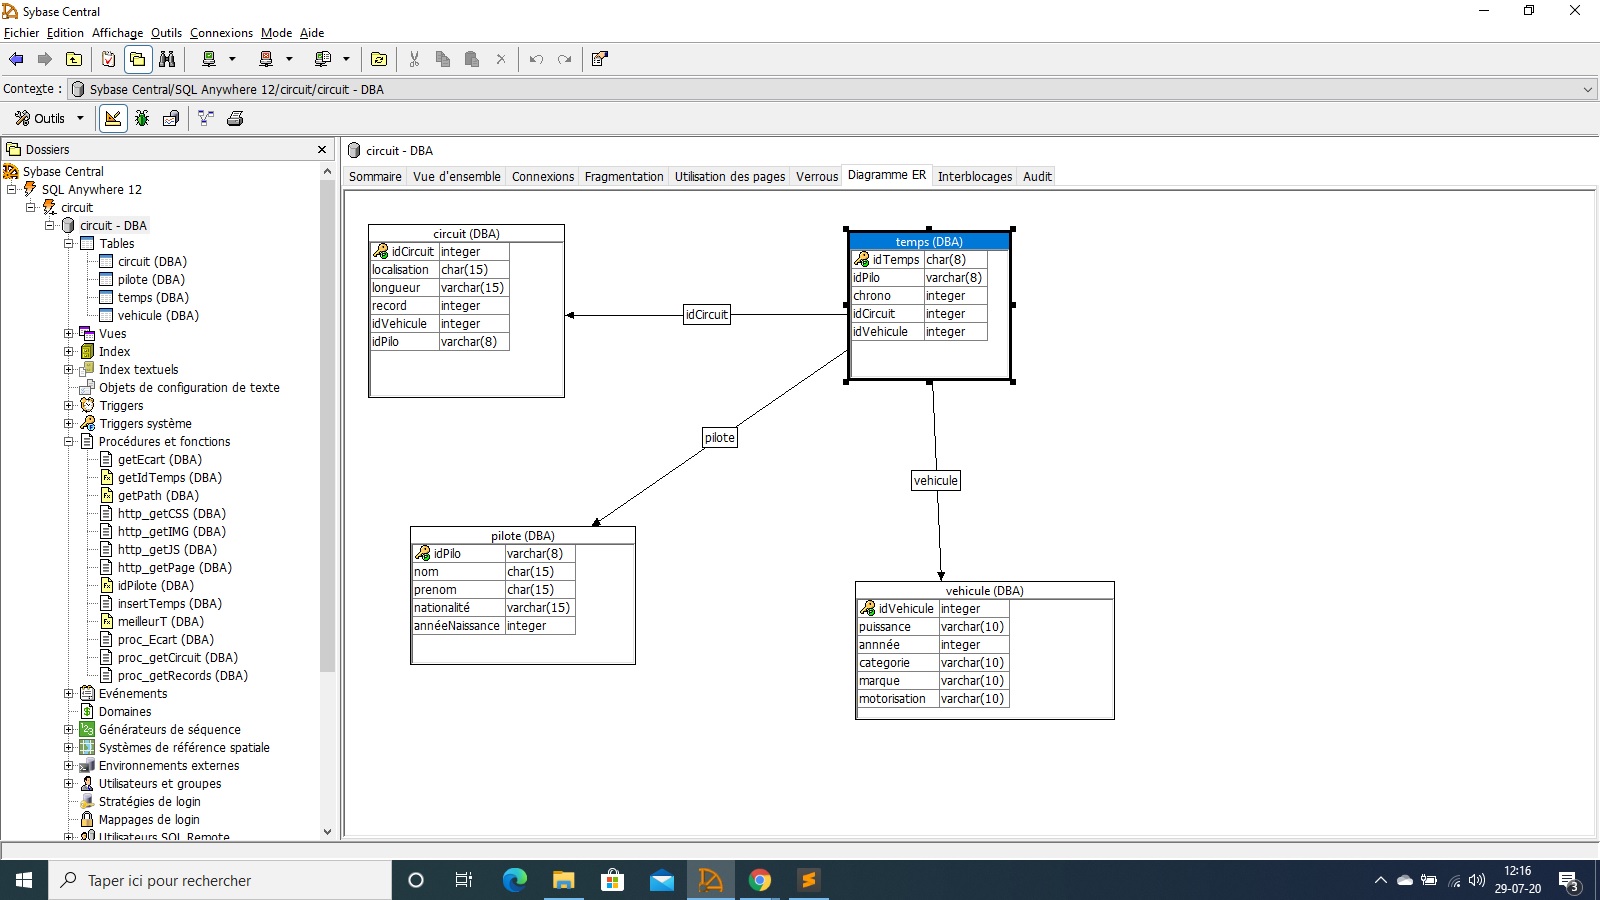 Sybase Central
Fichier Edition Affichage Outils Connexions Mode Aide
Contexte : Sybase Central/SQL Anywhere 12/circuit/circuit - DBA
Outils
Dossiers
Sybase Central
SQL Anywhere 12
circuit
circuit - DBA
Tables
circuit (DBA)
pilote (DBA)
temps (DBA)
vehicule (DBA)
Vues
Index
Index textuels
Objets de configuration de texte
Triggers
Triggers système
Procédures et fonctions
getEcart (DBA)
getIdTemps (DBA)
getPath (DBA)
http_getCSS (DBA)
http_getIMG (DBA)
http_getJS (DBA)
http_getPage (DBA)
idPilote (DBA)
insertTemps (DBA)
meilleurT (DBA)
proc_Ecart (DBA)
proc_getCircuit (DBA)
proc_getRecords (DBA)
Evénements
Domaines
Générateurs de séquence
Systèmes de référence spatiale
Environnements externes
Utilisateurs et groupes
Stratégies de login
Mappages de login
Utilisateurs SQL Remote
circuit - DBA
Sommaire Vue d'ensemble Connexions Fragmentation Utilisation des pages Verrous Diagramme ER Interblocages Audit
circuit (DBA)
idCircuit integer
localisation char(15)
longueur varchar(15)
record integer
idVehicule integer
idPilo varchar(8)
idCircuit
temps (DBA)
idTemps char(8)
idPilo varchar(8)
chrono integer
idCircuit integer
idVehicule integer
pilote
vehicule
pilote (DBA)
idPilo varchar(8)
nom char(15)
prenom char(15)
nationalité varchar(15)
annéeNaissance integer
vehicule (DBA)
idVehicule integer
puissance varchar(10)
annnée integer
categorie varchar(10)
marque varchar(10)
motorisation varchar(10)
Taper ici pour rechercher
12:16
29-07-20
3